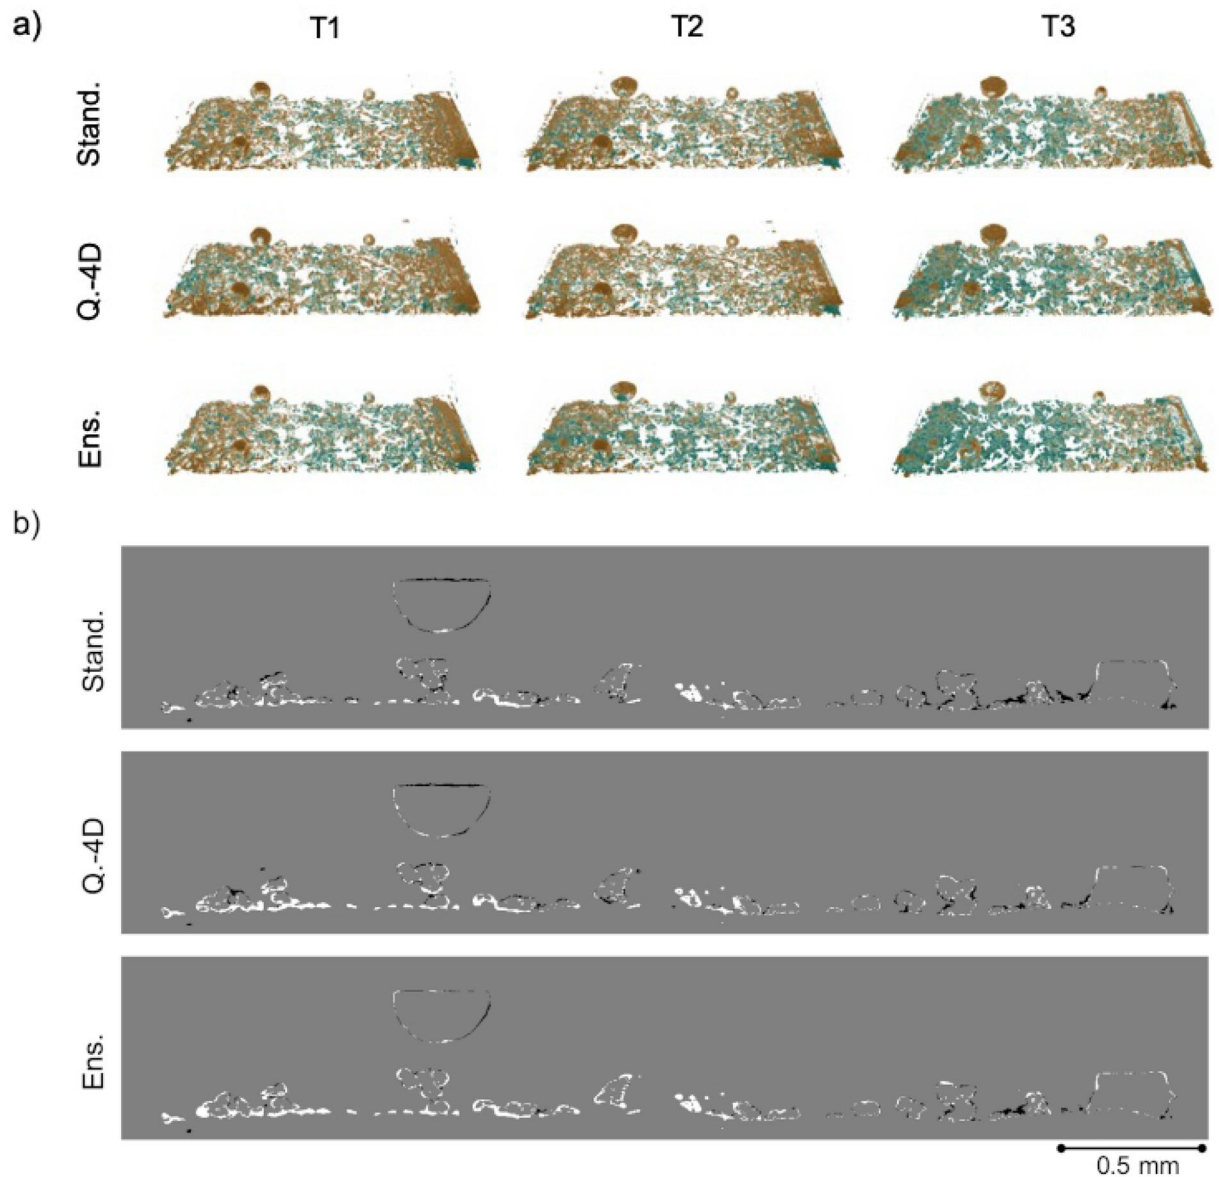 a)
T1 T2 T3
Stand.
Q.-4D
Ens.
b)
Stand.
Q.-4D
Ens.
0.5 mm